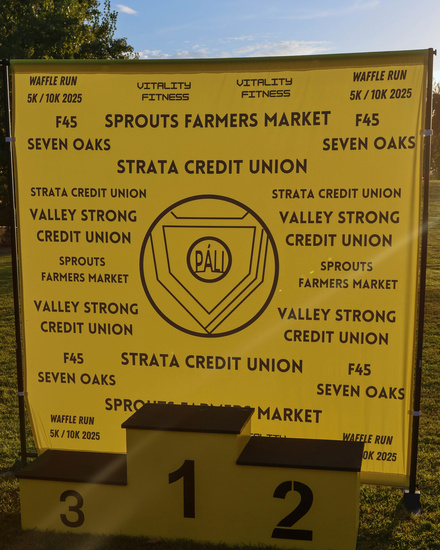 WAFFLE RUN
5K / 10K 2025
VITALITY
FITNESS
VITALITY
FITNESS
WAFFLE RUN
5K / 10K 2025
F45
SEVEN OAKS
SPROUTS FARMERS MARKET
F45
SEVEN OAKS
STRATA CREDIT UNION
STRATA CREDIT UNION
STRATA CREDIT UNION
VALLEY STRONG
CREDIT UNION
VALLEY STRONG
CREDIT UNION
SPROUTS
FARMERS MARKET
PÁLI
SPROUTS
FARMERS MARKET
VALLEY STRONG
CREDIT UNION
VALLEY STRONG
CREDIT UNION
F45
SEVEN OAKS
STRATA CREDIT UNION
F45
SEVEN OAKS
SPROUTS FARMERS MARKET
WAFFLE RUN
5K / 10K 2025
WAFFLE RUN
5K / 10K 2025
3
1
2